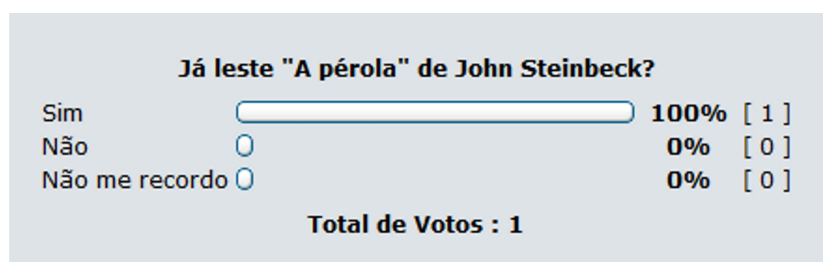 Já leste "A pérola" de John Steinbeck?
Sim 100% [ 1 ]
Não 0% [ 0 ]
Não me recordo 0% [ 0 ]
Total de Votos : 1